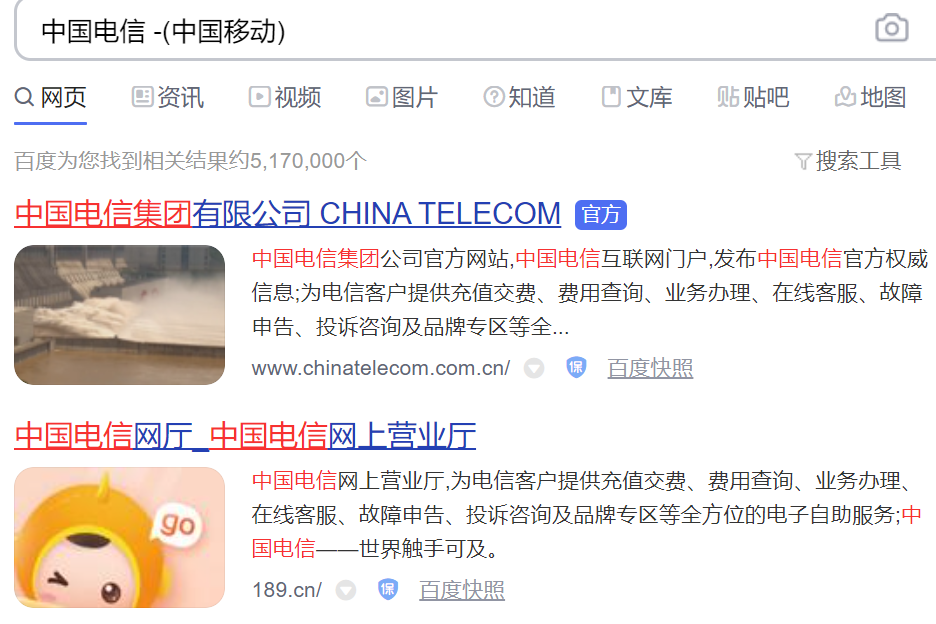 中国电信 -(中国移动)
网页 资讯 视频 图片 知道 文库 贴 贴吧 地图
百度为您找到相关结果约5,170,000个 搜索工具
中国电信集团有限公司 CHINA TELECOM 官方
中国电信集团公司官方网站,中国电信互联网门户,发布中国电信官方权威
信息;为电信客户提供充值交费、费用查询、业务办理、在线客服、故障
申告、投诉咨询及品牌专区等全...
www.chinatelecom.com.cn/ 保 百度快照
中国电信网厅_中国电信网上营业厅
go
中国电信网上营业厅,为电信客户提供充值交费、费用查询、业务办理、
在线客服、故障申告、投诉咨询及品牌专区等全方位的电子自助服务;中
国电信——世界触手可及。
189.cn/ 保 百度快照